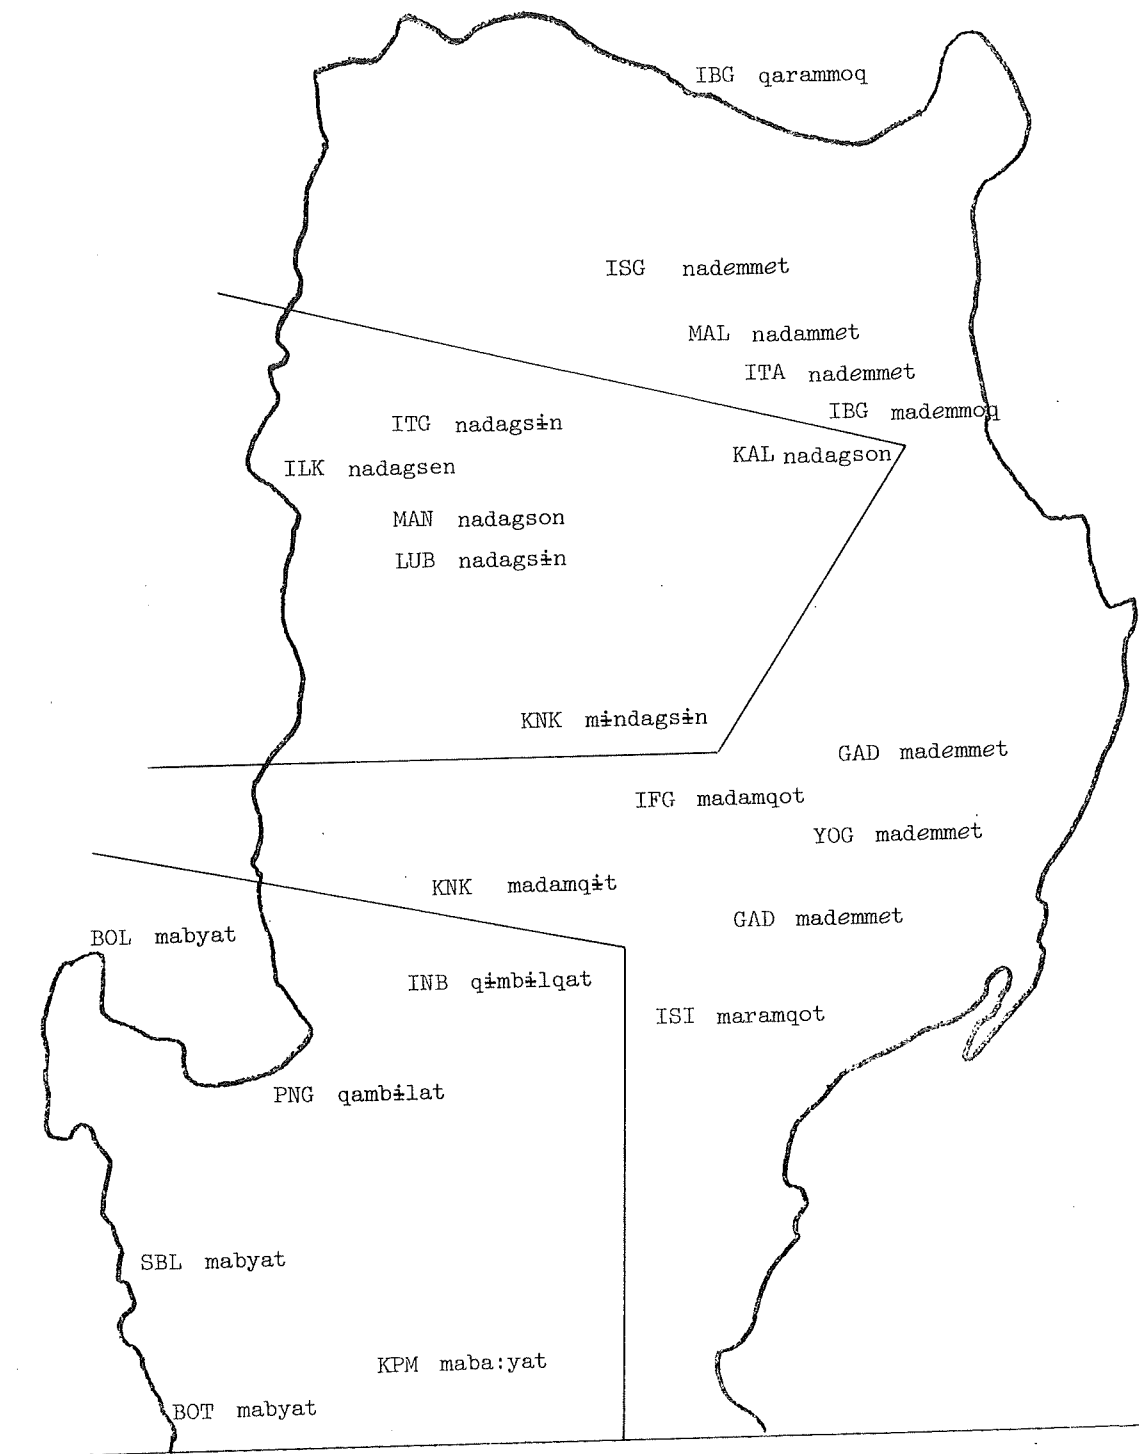 IBG qarammoq
ISG nademmet
MAL nadammet
ITA nademmet
IBG mademmoq
ITG nadagsɨn
KAL nadagson
ILK nadagsen
MAN nadagson
LUB nadagsɨn
KNK mɨndagsɨn
GAD mademmet
IFG madamqot
YOG mademmet
KNK madamqɨt
GAD mademmet
BOL mabyat
INB qɨmbɨlqat
ISI maramqot
PNG qambɨlat
SBL mabyat
KPM maba:yat
BOT mabyat